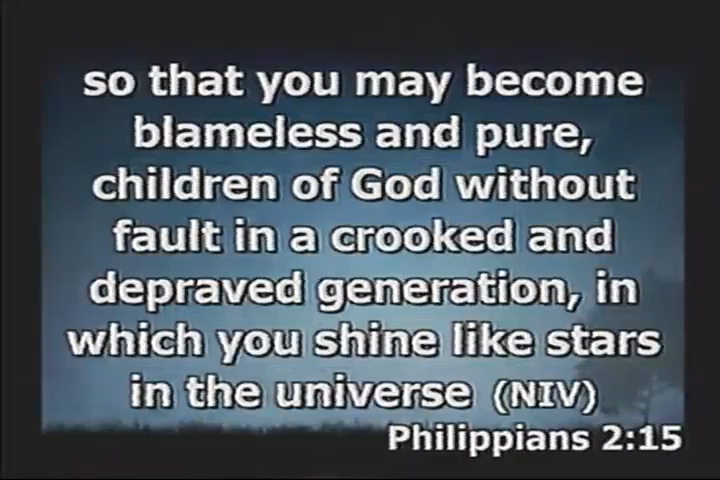 so that you may become
blameless and pure,
children of God without
fault in a crooked and
depraved generation, in
which you shine like stars
in the universe (NIV)
Philippians 2:15